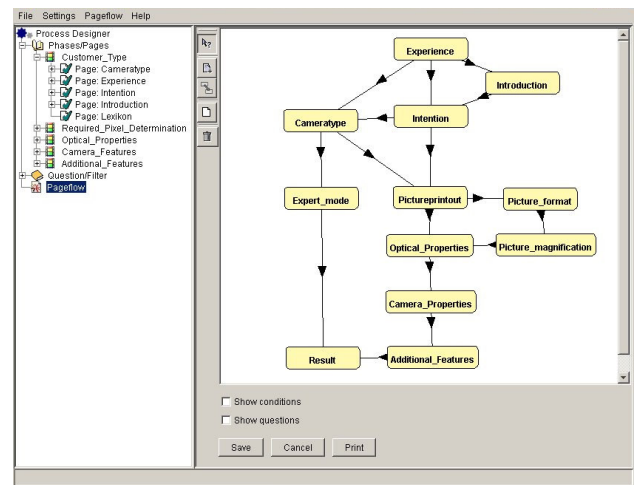 File Settings Pageflow Help
Process Designer
Phases/Pages
Customer_Type
Page: Cameratype
Page: Experience
Page: Intention
Page: Introduction
Page: Lexikon
Required_Pixel_Determination
Optical_Properties
Camera_Features
Additional_Features
Question/Filter
Pageflow
Experience
Introduction
Cameratype
Intention
Expert_mode
Pictureprintout
Picture_format
Optical_Properties
Picture_magnification
Camera_Properties
Result
Additional_Features
Show conditions
Show questions
Save Cancel Print